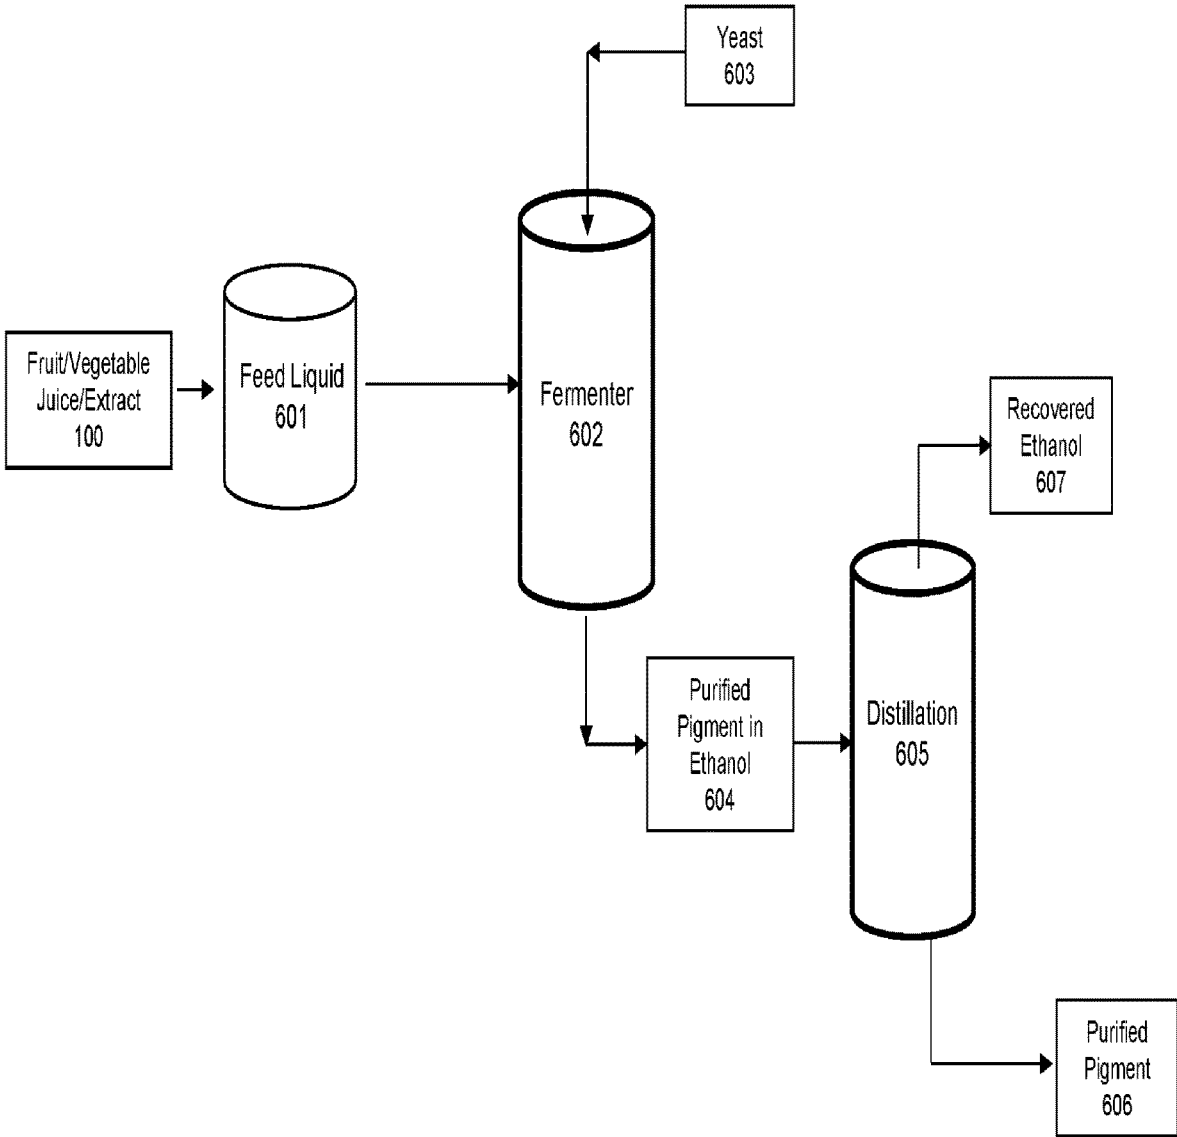 Yeast
603
Fruit/Vegetable
Juice/Extract
100
Feed Liquid
601
Fermenter
602
Recovered
Ethanol
607
Purified
Pigment in
Ethanol
604
Distillation
605
Purified
Pigment
606